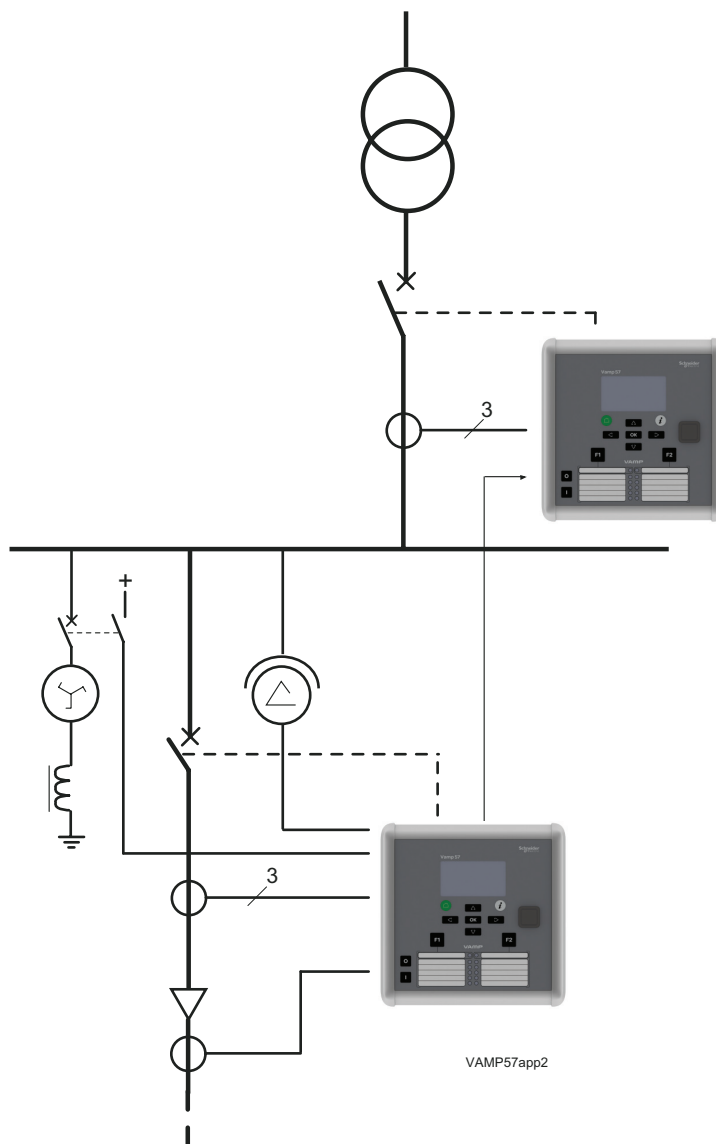 3
Schneider
Vamp 57
i
OK
F1
F2
VAMP
O
I
+
3
Schneider
Vamp 57
i
OK
F1
F2
VAMP
O
I
VAMP57app2